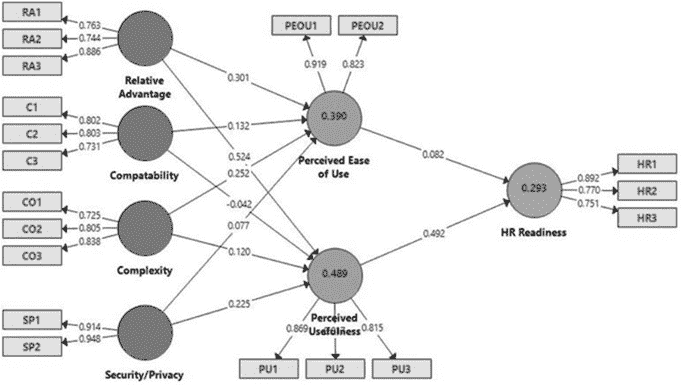 RA1
RA2
RA3
0.763
0.744
0.886
Relative
Advantage
C1
C2
C3
0.802
0.803
0.731
Compatability
CO1
CO2
CO3
0.725
0.805
0.838
Complexity
SP1
SP2
0.914
0.948
Security/Privacy
0.301
0.132
0.524
0.252
-0.042
0.077
0.120
0.225
PEOU1
PEOU2
0.919
0.823
0.390
Perceived Ease
of Use
0.489
Perceived
Usefulness
0.869
0.815
PU1
PU2
PU3
0.082
0.492
0.293
HR Readiness
0.892
0.770
0.751
HR1
HR2
HR3